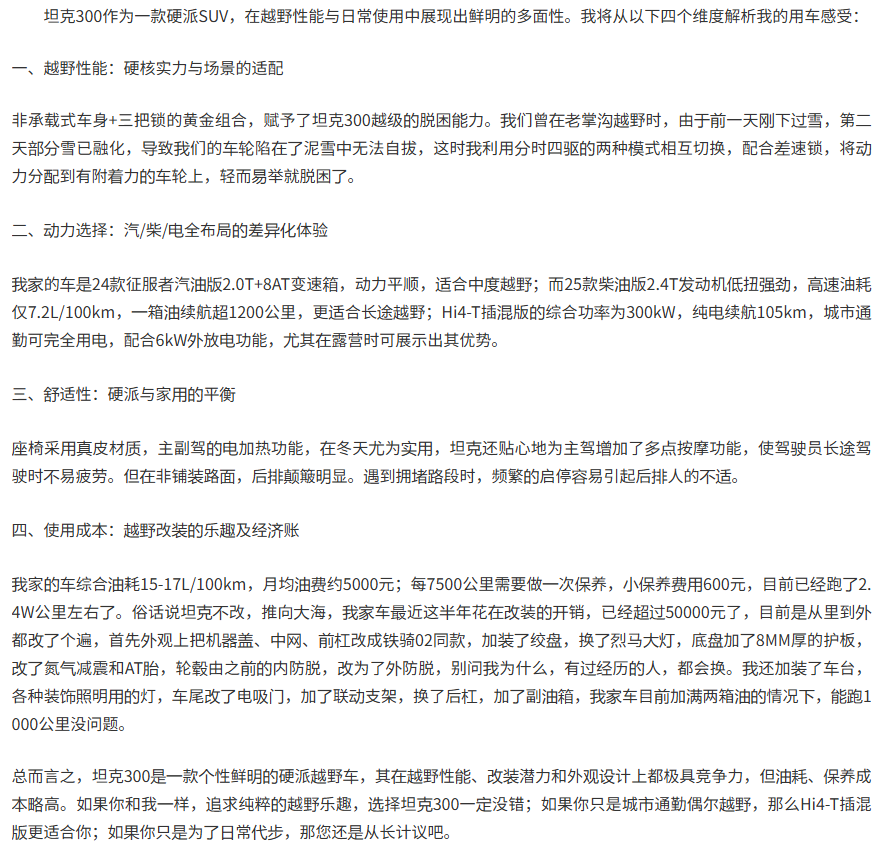 坦克300作为一款硬派SUV，在越野性能与日常使用中展现出鲜明的多面性。我将从以下四个维度解析我的用车感受：
一、越野性能：硬核实力与场景的适配
非承载式车身+三把锁的黄金组合，赋予了坦克300越级的脱困能力。我们曾在老掌沟越野时，由于前一天刚下过雪，第二
天部分雪已融化，导致我们的车轮陷在了泥雪中无法自拔，这时我利用分时四驱的两种模式相互切换，配合差速锁，将动
力分配到有附着力的车轮上，轻而易举就脱困了。
二、动力选择：汽/柴/电全布局的差异化体验
我家的车是24款征服者汽油版2.0T+8AT变速箱，动力平顺，适合中度越野；而25款柴油版2.4T发动机低扭强劲，高速油耗
仅7.2L/100km，一箱油续航超1200公里，更适合长途越野；Hi4-T插混版的综合功率为300kW，纯电续航105km，城市通
勤可完全用电，配合6kW外放电功能，尤其在露营时可展示出其优势。
三、舒适性：硬派与家用的平衡
座椅采用真皮材质，主副驾的电加热功能，在冬天尤为实用，坦克还贴心地为主驾增加了多点按摩功能，使驾驶员长途驾
驶时不易疲劳。但在非铺装路面，后排颠簸明显。遇到拥堵路段时，频繁的启停容易引起后排人的不适。
四、使用成本：越野改装的乐趣及经济账
我家的车综合油耗15-17L/100km，月均油费约5000元；每7500公里需要做一次保养，小保养费用600元，目前已经跑了2.
4W公里左右了。俗话说坦克不改，推向大海，我家车最近这半年花在改装的开销，已经超过50000元了，目前是从里到外
都改了个遍，首先外观上把机器盖、中网、前杠改成铁骑02同款，加装了绞盘，换了烈马大灯，底盘加了8MM厚的护板，
改了氮气减震和AT胎，轮毂由之前的内防脱，改为了外防脱，别问我为什么，有过经历的人，都会换。我还加装了车台，
各种装饰照明用的灯，车尾改了电吸门，加了联动支架，换了后杠，加了副油箱，我家车目前加满两箱油的情况下，能跑1
000公里没问题。
总而言之，坦克300是一款个性鲜明的硬派越野车，其在越野性能、改装潜力和外观设计上都极具竞争力，但油耗、保养成
本略高。如果你和我一样，追求纯粹的越野乐趣，选择坦克300一定没错；如果你只是城市通勤偶尔越野，那么Hi4-T插混
版更适合你；如果你只是为了日常代步，那您还是从长计议吧。